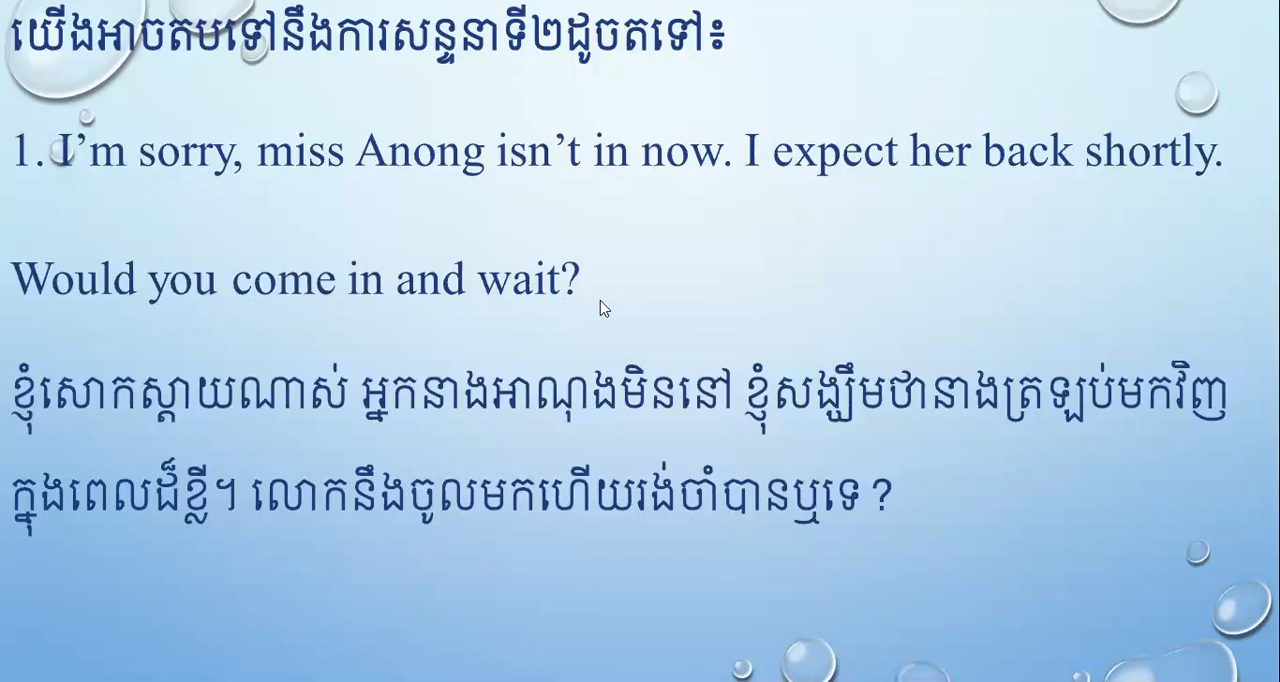 យើងអាចតមទៅនឹងការសន្ទនាទី២ដូចតទៅ៖
1. I’m sorry, miss Anong isn’t in now. I expect her back shortly.
Would you come in and wait?
ខ្ញុំសោកស្តាយណាស់ អ្នកនាងអាណុងមិននៅ ខ្ញុំសង្ឃឹមថានាងត្រឡប់មកវិញ
ក្នុងពេលដ៏ខ្លី។ លោកនឹងចូលមកហើយរង់ចាំបានឬទេ ?